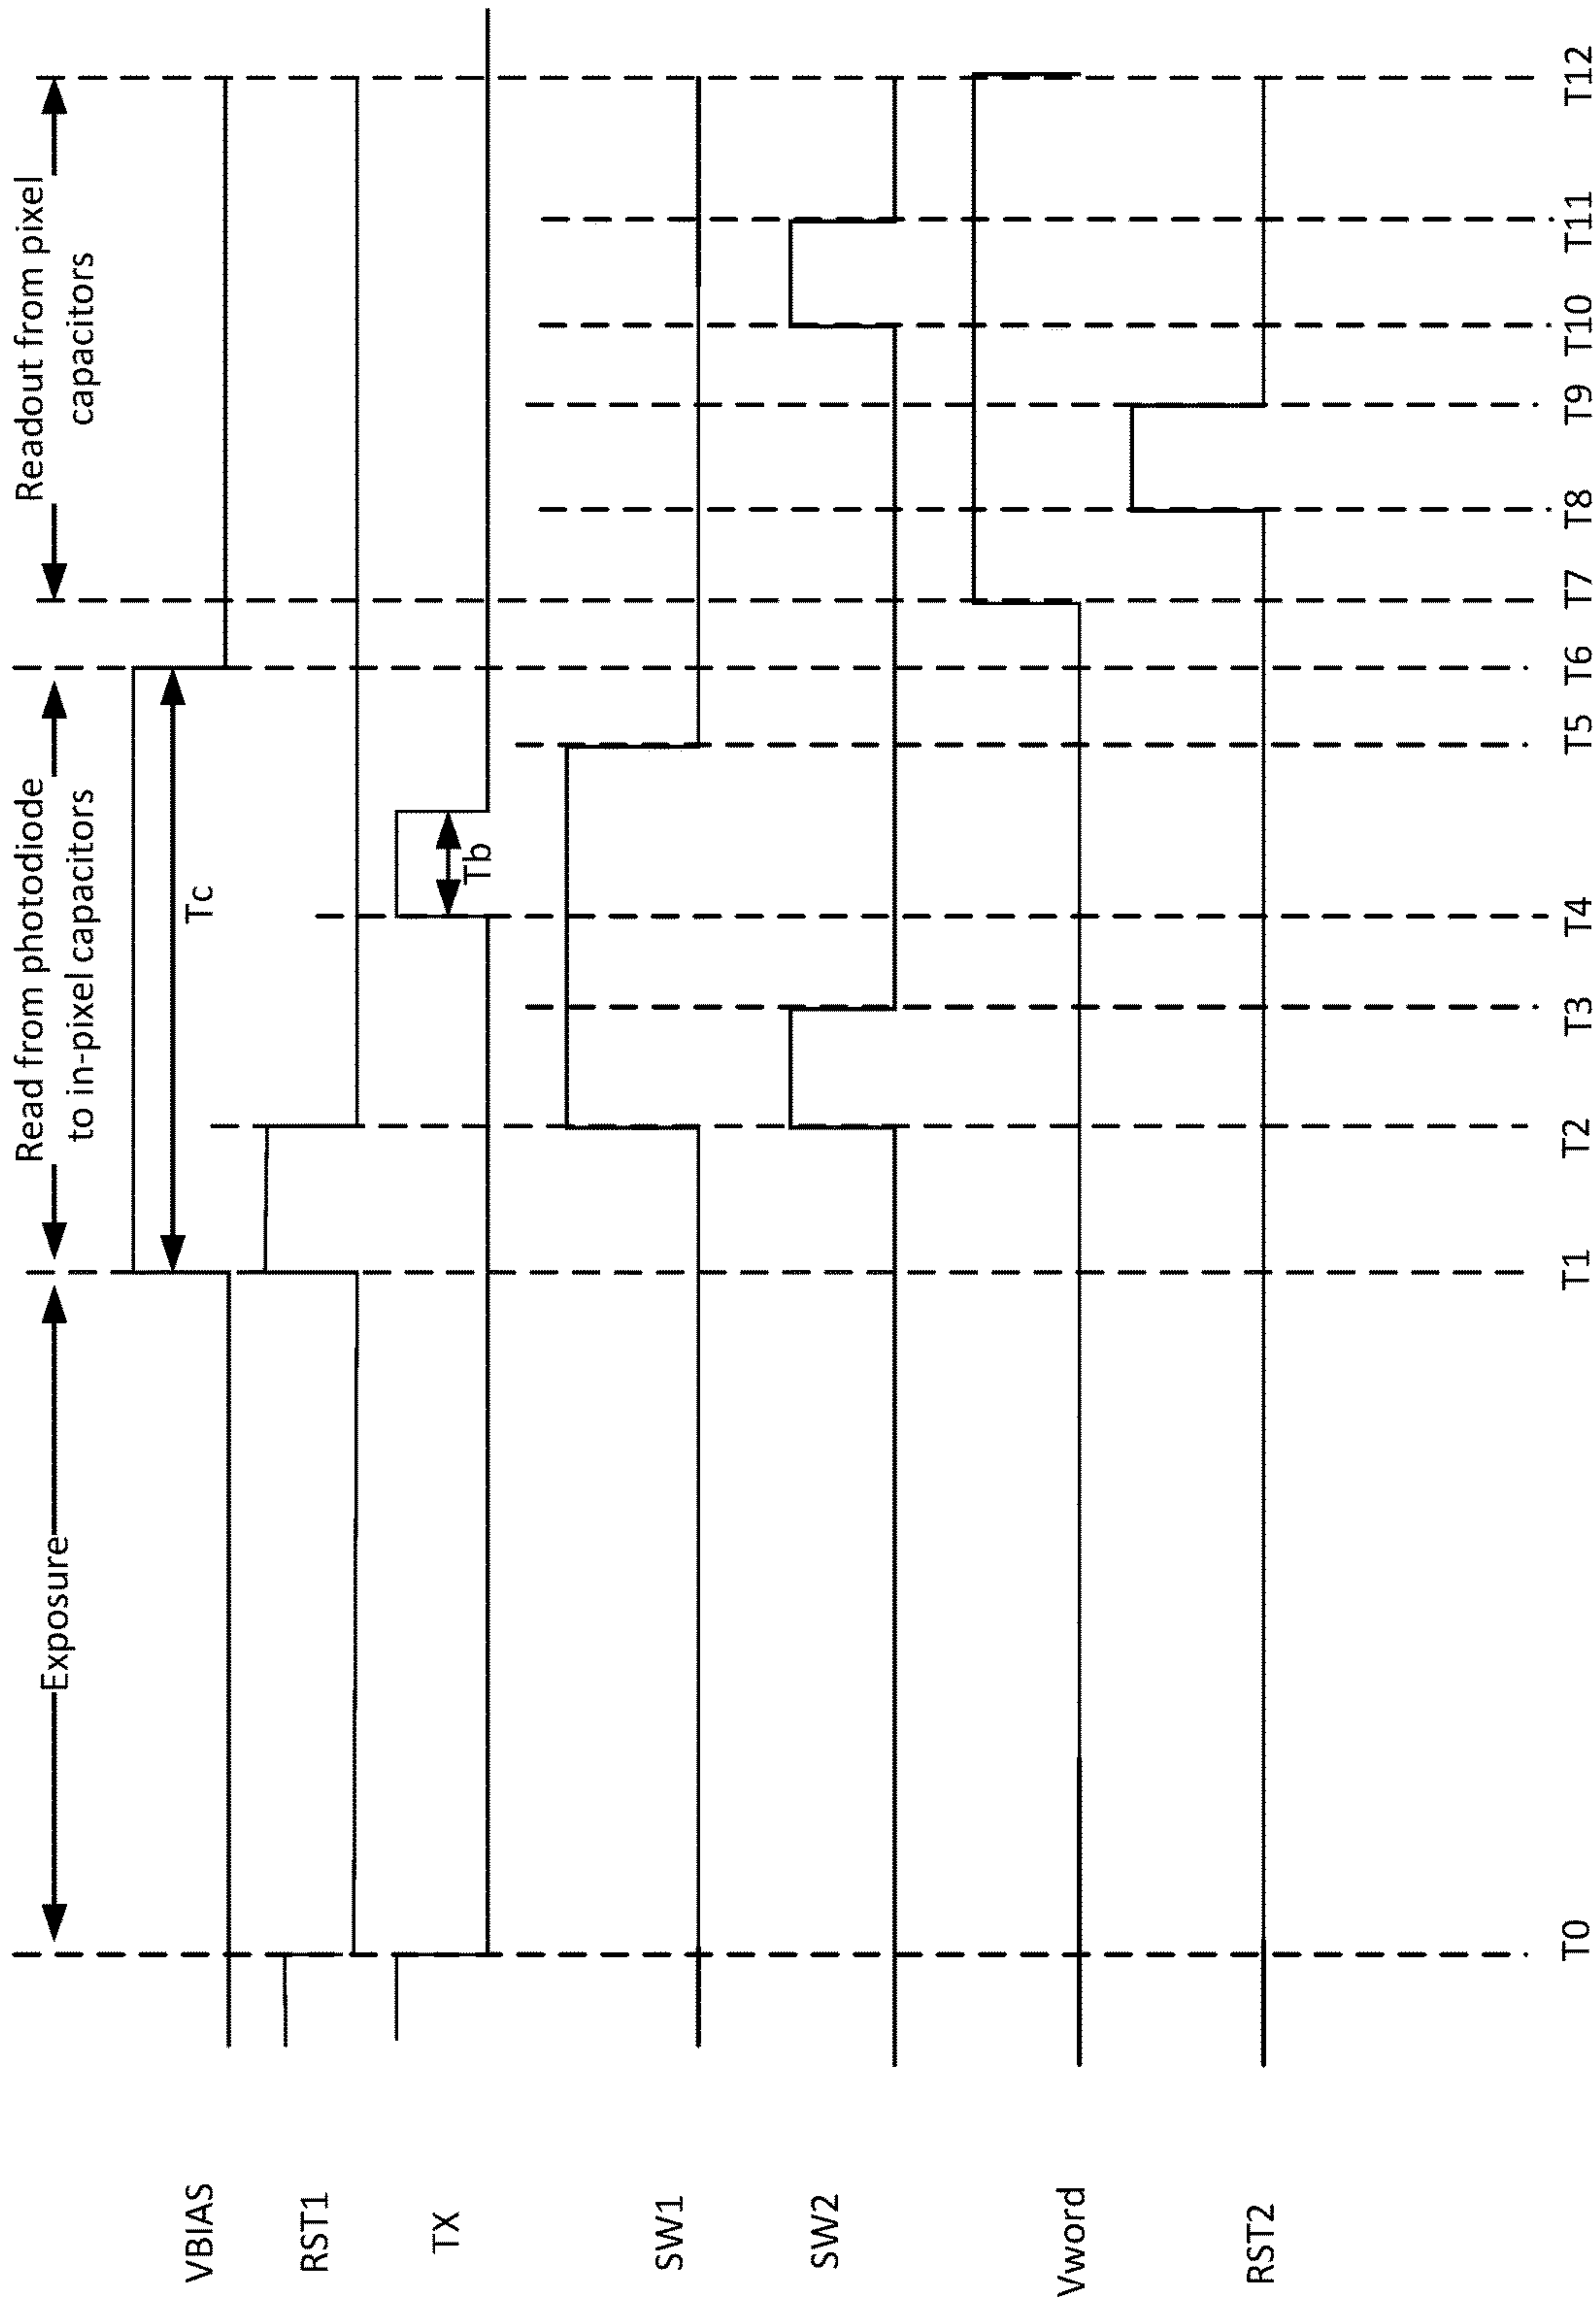 Exposure
Read from photodiode
to in-pixel capacitors
Readout from pixel
capacitors
VBIAS
Tc
RST1
TX
Tb
SW1
SW2
Vword
RST2
T0
T1
T2
T3
T4
T5
T6
T7
T8
T9
T10
T11
T12